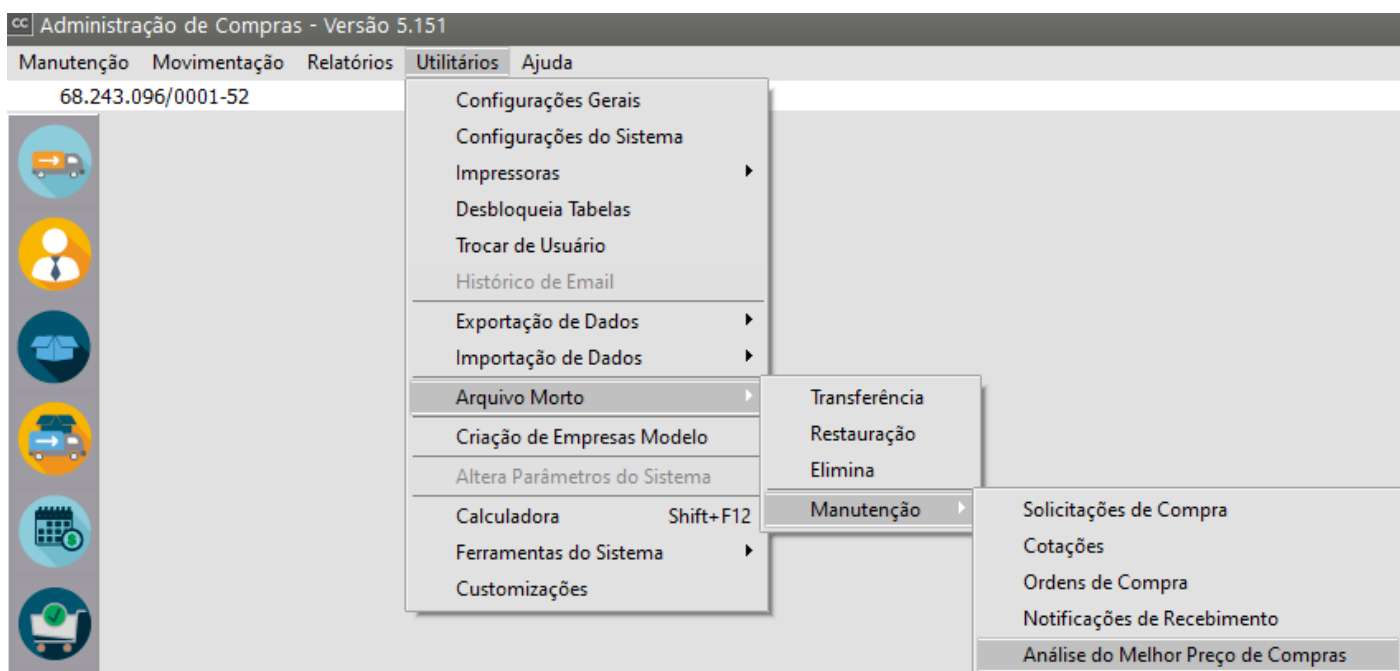 cc Administração de Compras - Versão 5.151
Manutenção Movimentação Relatórios Utilitários Ajuda
68.243.096/0001-52
Configurações Gerais
Configurações do Sistema
Impressoras
Desbloqueia Tabelas
Trocar de Usuário
Histórico de Email
Exportação de Dados
Importação de Dados
Arquivo Morto
Criação de Empresas Modelo
Altera Parâmetros do Sistema
Calculadora Shift+F12
Ferramentas do Sistema
Customizações
Transferência
Restauração
Elimina
Manutenção
Solicitações de Compra
Cotações
Ordens de Compra
Notificações de Recebimento
Análise do Melhor Preço de Compras